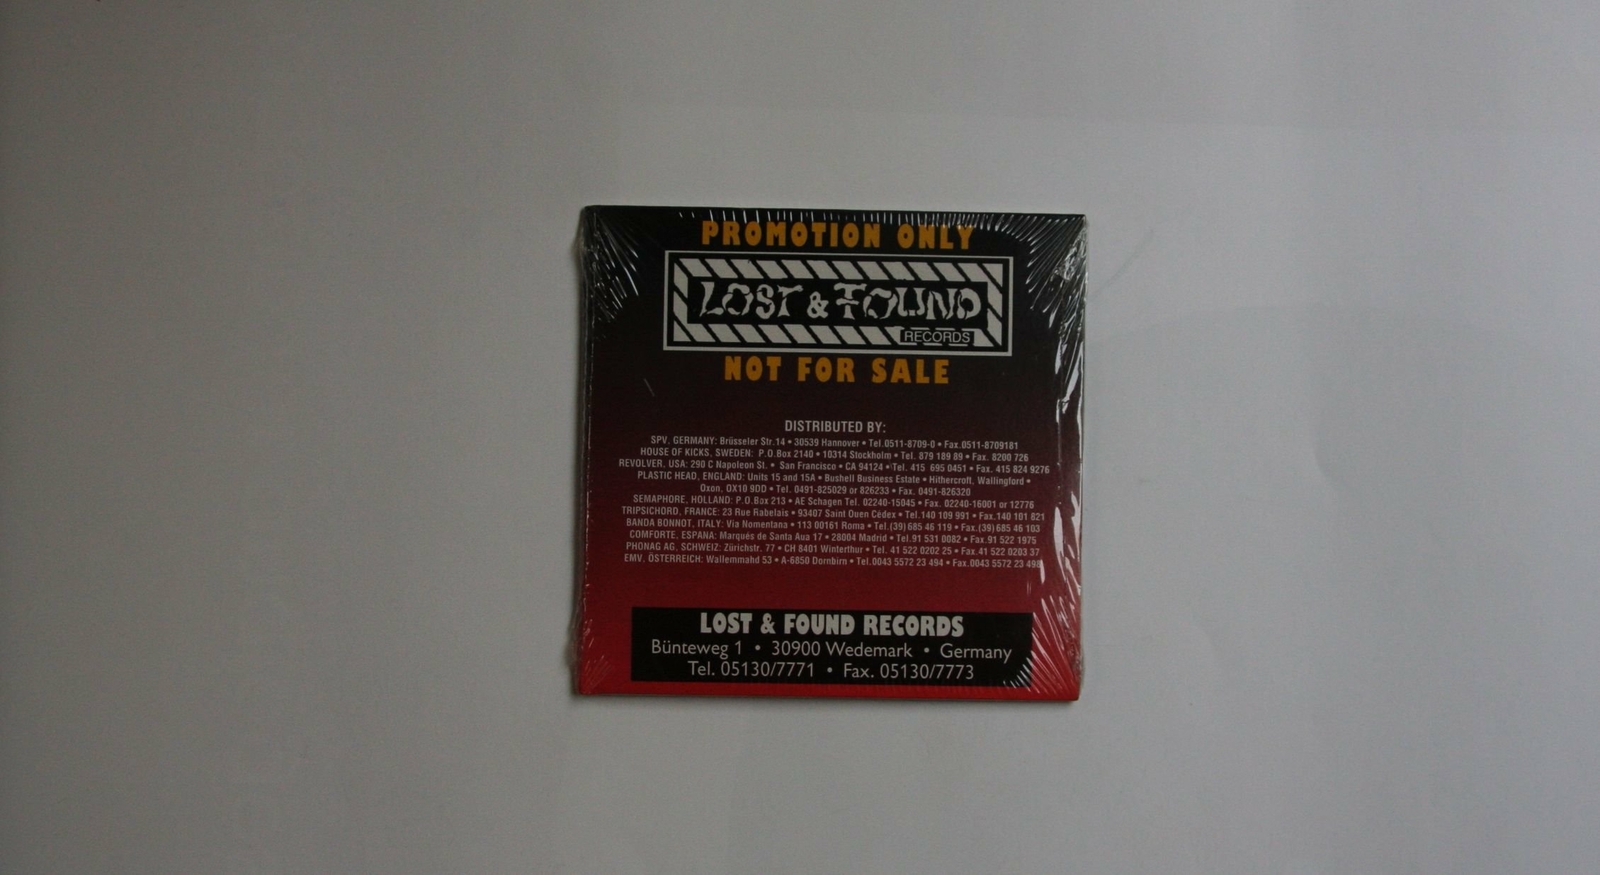 PROMOTION ONLY
LOST & FOUND
RECORDS
NOT FOR SALE
DISTRIBUTED BY:
SPV, GERMANY: Brüsseler Str.14 • 30539 Hannover • Tel.0511-8709-0 • Fax.0511-8709181
HOUSE OF KICKS, SWEDEN: P.O.Box 2140 • 10314 Stockholm • Tel. 879 189 89 • Fax. 8200 726
REVOLVER, USA: 290 C Napoleon St. • San Francisco • CA 94124 • Tel. 415 695 0451 • Fax. 415 824 9276
PLASTIC HEAD, ENGLAND: Units 15 and 15A • Bushell Business Estate • Hithercroft, Wallingford •
Oxon, OX10 9DD • Tel. 0491-825029 or 826233 • Fax. 0491-826320
SEMAPHORE, HOLLAND: P.O.Box 213 • AE Schagen Tel. 02240-15045 • Fax. 02240-16001 or 12776
TRIPSICHORD, FRANCE: 23 Rue Rabelais • 93407 Saint Ouen Cédex • Tel.140 109 991 • Fax.140 101 821
BANDA BONNOT, ITALY: Via Nomentana • 113 00161 Roma • Tel.(39) 685 46 119 • Fax.(39) 685 46 103
COMFORTE, ESPANA: Marqués de Santa Aua 17 • 28004 Madrid • Tel.91 531 0082 • Fax.91 522 1975
PHONAG AG, SCHWEIZ: Zürichstr. 77 • CH 8401 Winterthur • Tel. 41 522 0202 25 • Fax.41 522 0203 37
EMV, ÖSTERREICH: Wallemmahd 53 • A-6850 Dornbirn • Tel.0043 5572 23 494 • Fax.0043 5572 23 498
LOST & FOUND RECORDS
Bünteweg 1 • 30900 Wedemark • Germany
Tel. 05130/7771 • Fax. 05130/7773